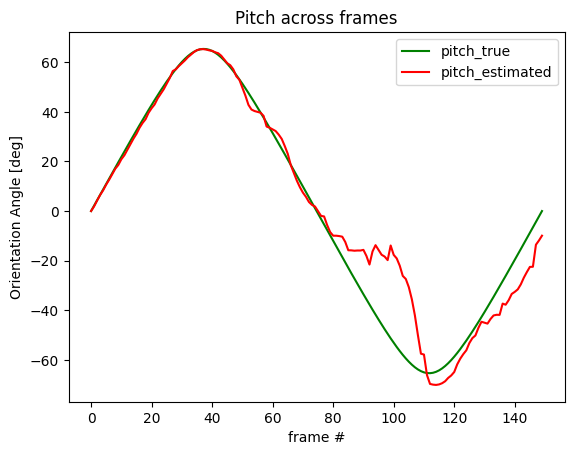 Pitch across frames
pitch_true
pitch_estimated
Orientation Angle [deg]
60
40
20
0
−20
−40
−60
0 20 40 60 80 100 120 140
frame #